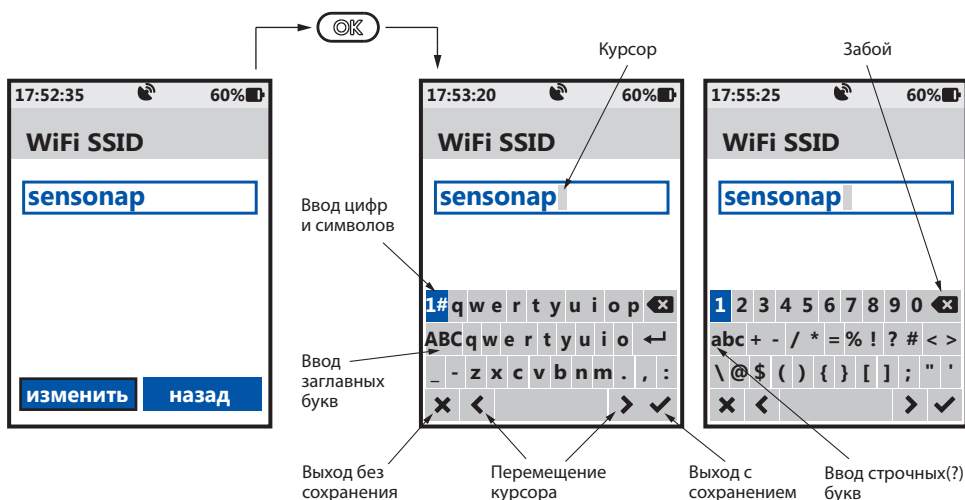 OK
Курсор
Забой
17:52:35 60%
WiFi SSID
sensonap
изменить назад
17:53:20 60%
WiFi SSID
sensonap
Ввод цифр
и символов
1# q w e r t y u i o p
ABC q w e r t y u i o
_ - z x c v b n m . , :
Ввод
заглавных
букв
Выход без
сохранения
Перемещение
курсора
Выход с
сохранением
17:55:25 60%
WiFi SSID
sensonap
1 2 3 4 5 6 7 8 9 0
abc + - / * = % ! ? # < >
\ @ $ ( ) { } [ ] ; " '
Ввод строчных(?)
букв